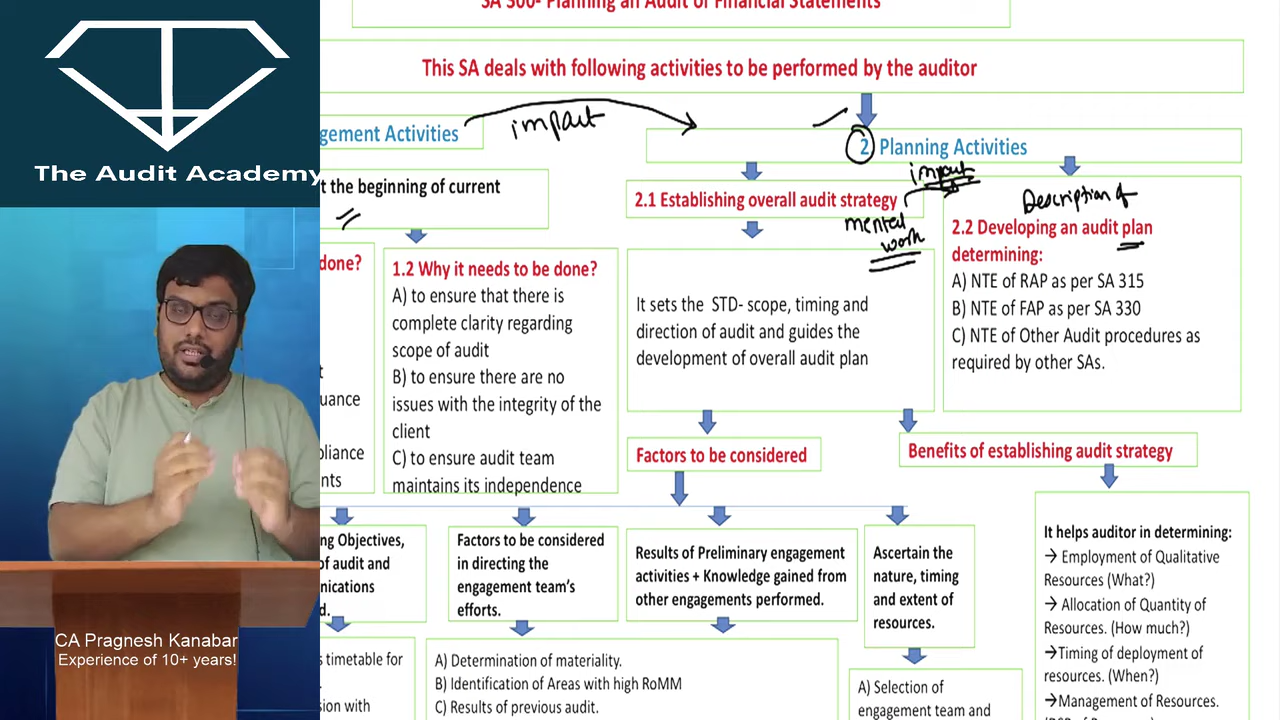 SA 300- Planning an Audit of Financial Statements
This SA deals with following activities to be performed by the auditor
The Audit Academy
gement Activities
impact
2 Planning Activities
t the beginning of current
2.1 Establishing overall audit strategy
impact
mental
work
Description of
2.2 Developing an audit plan
determining:
A) NTE of RAP as per SA 315
B) NTE of FAP as per SA 330
C) NTE of Other Audit procedures as
required by other SAs.
done?
1.2 Why it needs to be done?
A) to ensure that there is
complete clarity regarding
scope of audit
B) to ensure there are no
issues with the integrity of the
client
C) to ensure audit team
maintains its independence
t
uance
pliance
nts
It sets the STD- scope, timing and
direction of audit and guides the
development of overall audit plan
Factors to be considered
Benefits of establishing audit strategy
ng Objectives,
of audit and
nications
d.
Factors to be considered
in directing the
engagement team's
efforts.
Results of Preliminary engagement
activities + Knowledge gained from
other engagements performed.
Ascertain the
nature, timing
and extent of
resources.
It helps auditor in determining:
→ Employment of Qualitative
Resources (What?)
→ Allocation of Quantity of
Resources. (How much?)
→Timing of deployment of
resources. (When?)
→Management of Resources.
s timetable for
sion with
A) Determination of materiality.
B) Identification of Areas with high RoMM
C) Results of previous audit.
A) Selection of
engagement team and
CA Pragnesh Kanabar
Experience of 10+ years!